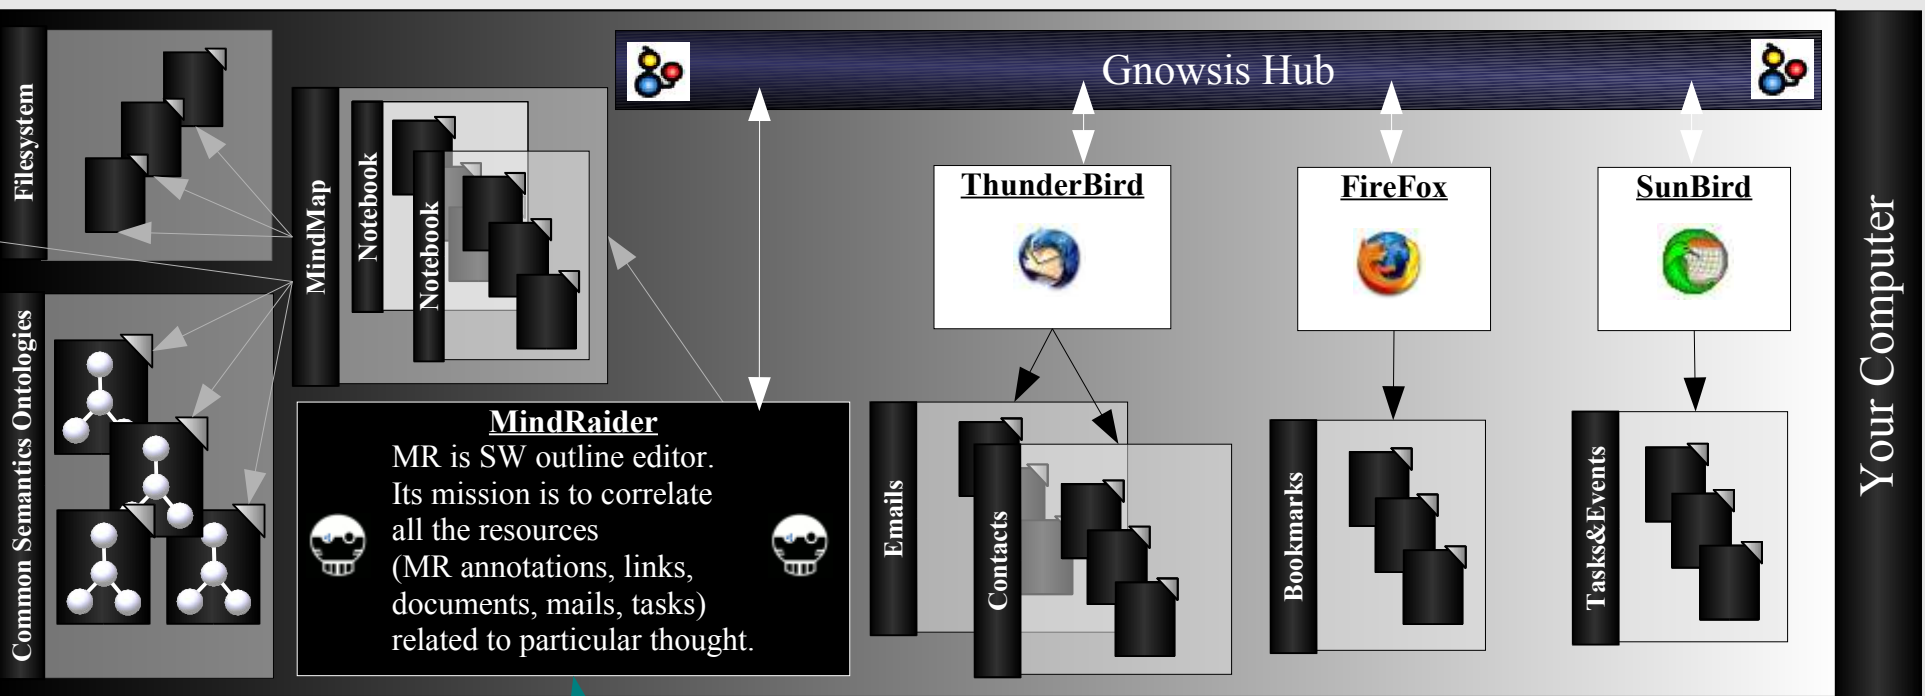 Gnowsis Hub
Filesystem
MindMap
Notebook
Notebook
ThunderBird
FireFox
SunBird
Your Computer
Common Semantics Ontologies
MindRaider
MR is SW outline editor.
Its mission is to correlate
all the resources
(MR annotations, links,
documents, mails, tasks)
related to particular thought.
Emails
Contacts
Bookmarks
Tasks&Events